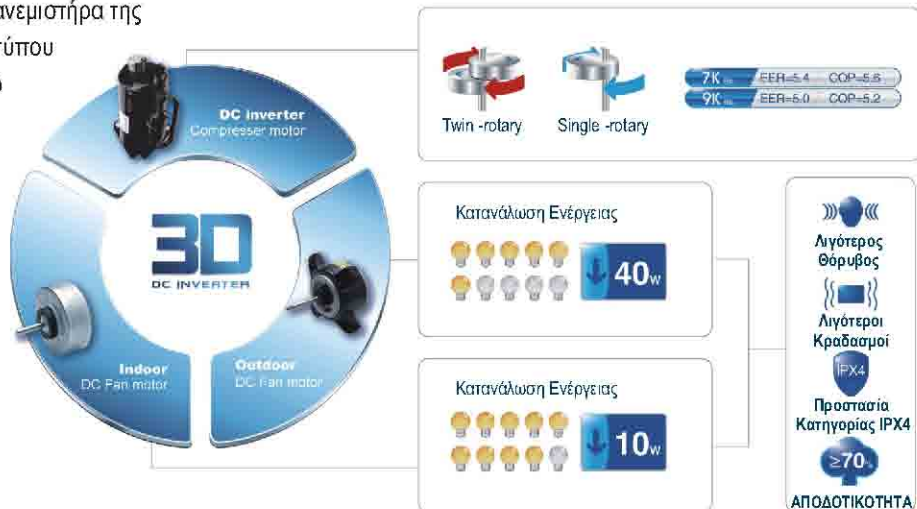 ανεμιστήρα της
τύπου
DC inverter
Compresser motor
3D
DC INVERTER
Indoor
DC Fan motor
Outdoor
DC Fan motor
Twin -rotary
Single -rotary
7K EER=5.4 COP=5.6
9K EER=5.0 COP=5.2
Κατανάλωση Ενέργειας
40w
Κατανάλωση Ενέργειας
10w
Λιγότερος
Θόρυβος
Λιγότεροι
Κραδασμοί
IPX4
Προστασία
Κατηγορίας IPX4
≥70%
ΑΠΟΔΟΤΙΚΟΤΗΤΑ